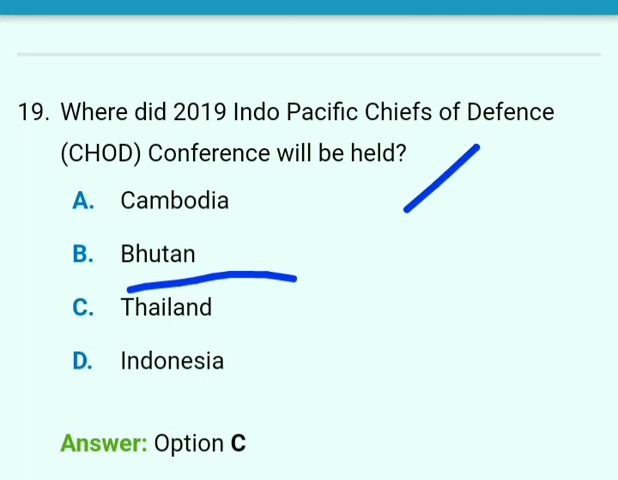 19. Where did 2019 Indo Pacific Chiefs of Defence
(CHOD) Conference will be held?
A. Cambodia
B. Bhutan
C. Thailand
D. Indonesia
Answer: Option C